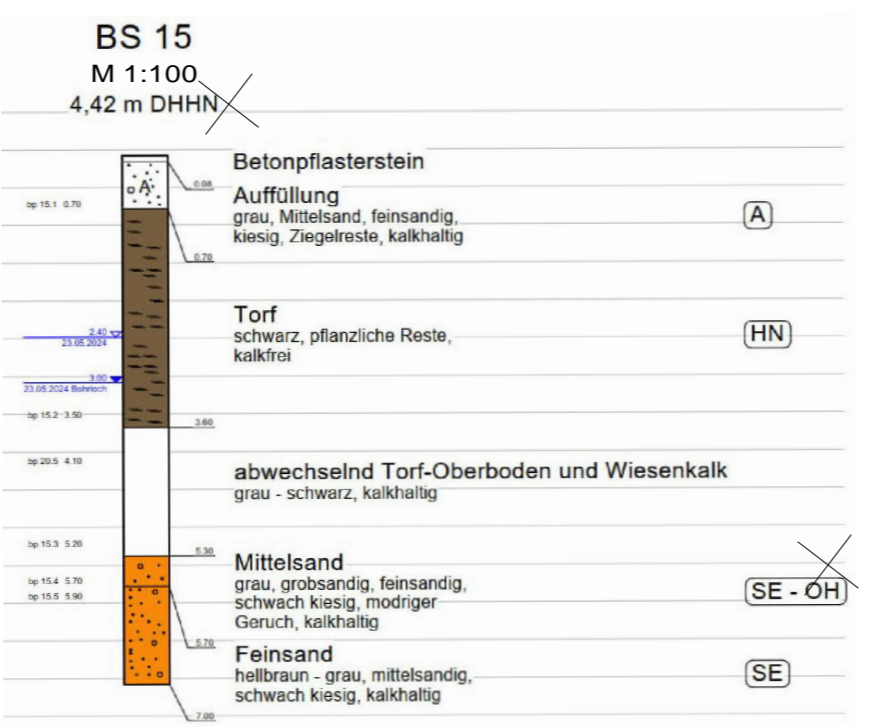 BS 15
M 1:100
4,42 m DHHN
Betonpflasterstein
0.08
A
Auffüllung
bp 15.1 0.70
grau, Mittelsand, feinsandig,
A
kiesig, Ziegelreste, kalkhaltig
0.70
Torf
schwarz, pflanzliche Reste,
HN
kalkfrei
2.40
23.05.2024
3.00
23.05.2024 Bohrloch
bp 15.2 3.50
3.60
bp 20.5 4.10
abwechselnd Torf-Oberboden und Wiesenkalk
grau - schwarz, kalkhaltig
bp 15.3 5.20
5.30
Mittelsand
bp 15.4 5.70
grau, grobsandig, feinsandig,
SE - OH
bp 15.5 5.90
schwach kiesig, modriger
Geruch, kalkhaltig
5.70
Feinsand
hellbraun - grau, mittelsandig,
SE
schwach kiesig, kalkhaltig
7.00